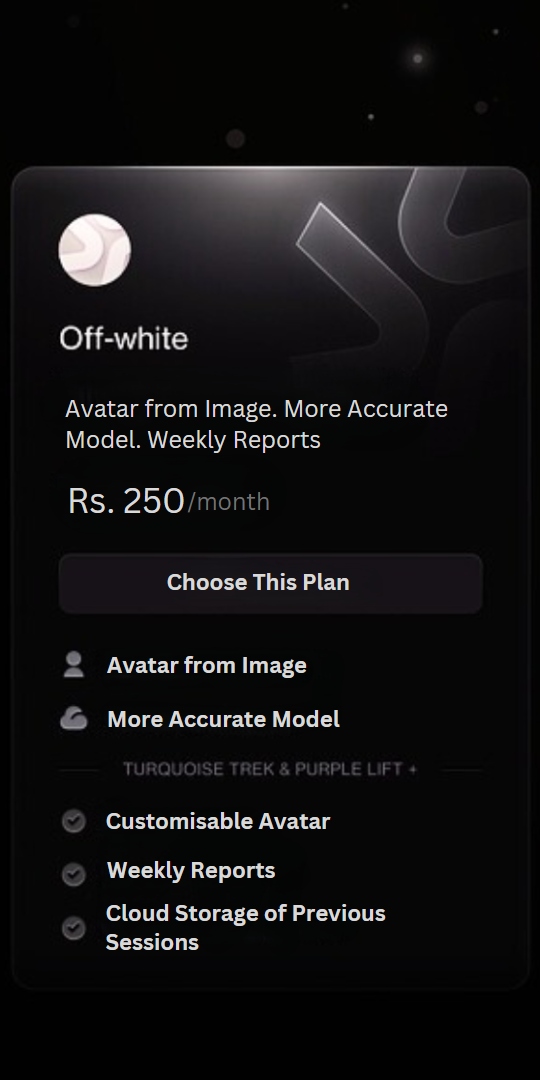 Off-white
Avatar from Image. More Accurate
Model. Weekly Reports
Rs. 250/month
Choose This Plan
Avatar from Image
More Accurate Model
TURQUOISE TREK & PURPLE LIFT +
Customisable Avatar
Weekly Reports
Cloud Storage of Previous
Sessions